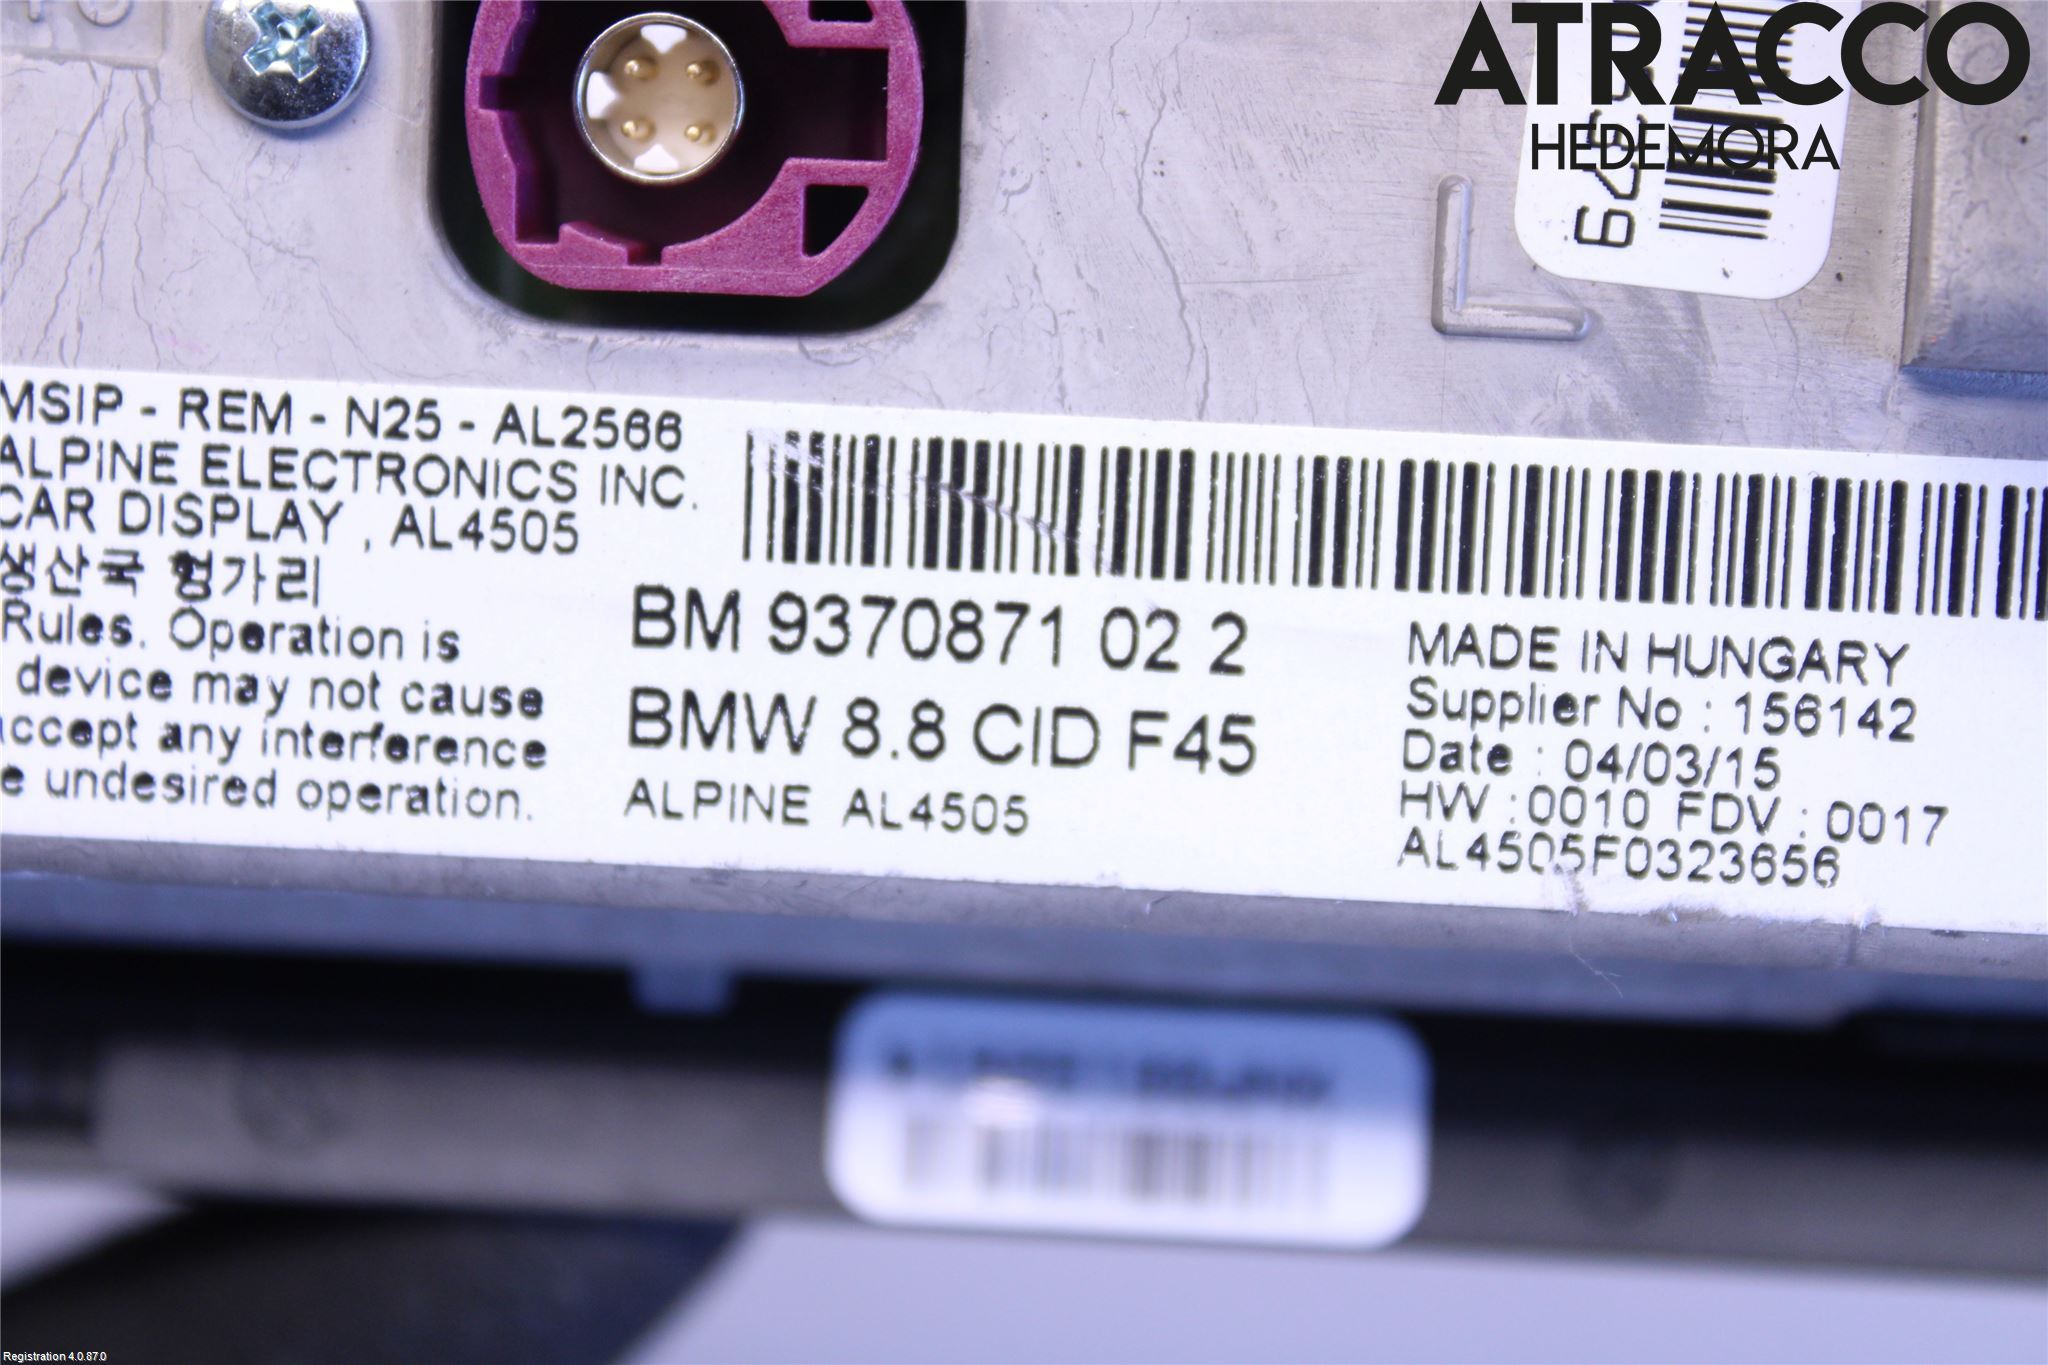 ATRACCO
HEDEMORA
379
L
MSIP - REM - N25 - AL2566
ALPINE ELECTRONICS INC.
CAR DISPLAY , AL4505
생산국 헝가리
Rules. Operation is
device may not cause
accept any interference
e undesired operation.
BM 9370871 02 2
BMW 8.8 CID F45
ALPINE AL4505
MADE IN HUNGARY
Supplier No : 156142
Date : 04/03/15
HW :0010 FDV : 0017
AL4505F0323656
Registration 4.0.87.0